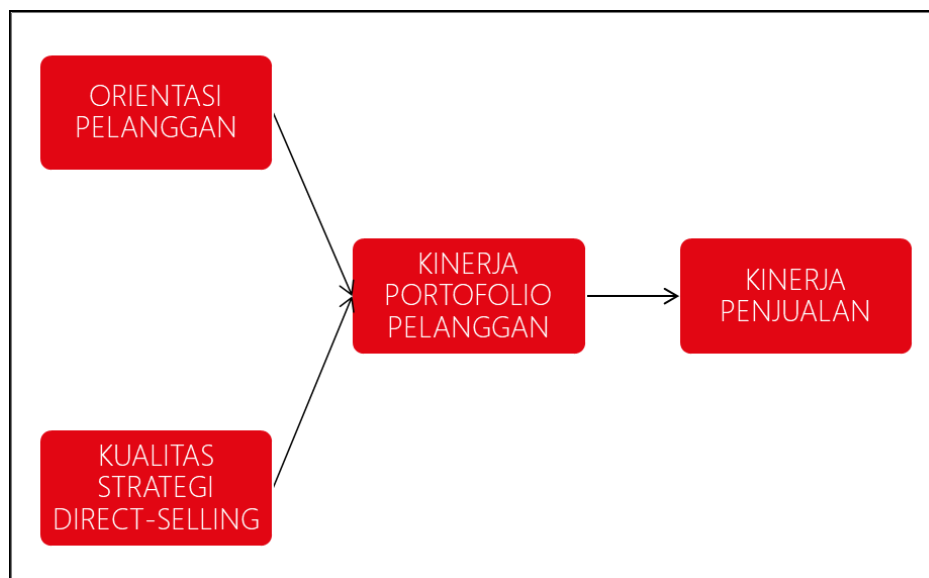 ORIENTASI
PELANGGAN
KINERJA
PORTOFOLIO
PELANGGAN
KINERJA
PENJUALAN
KUALITAS
STRATEGI
DIRECT-SELLING